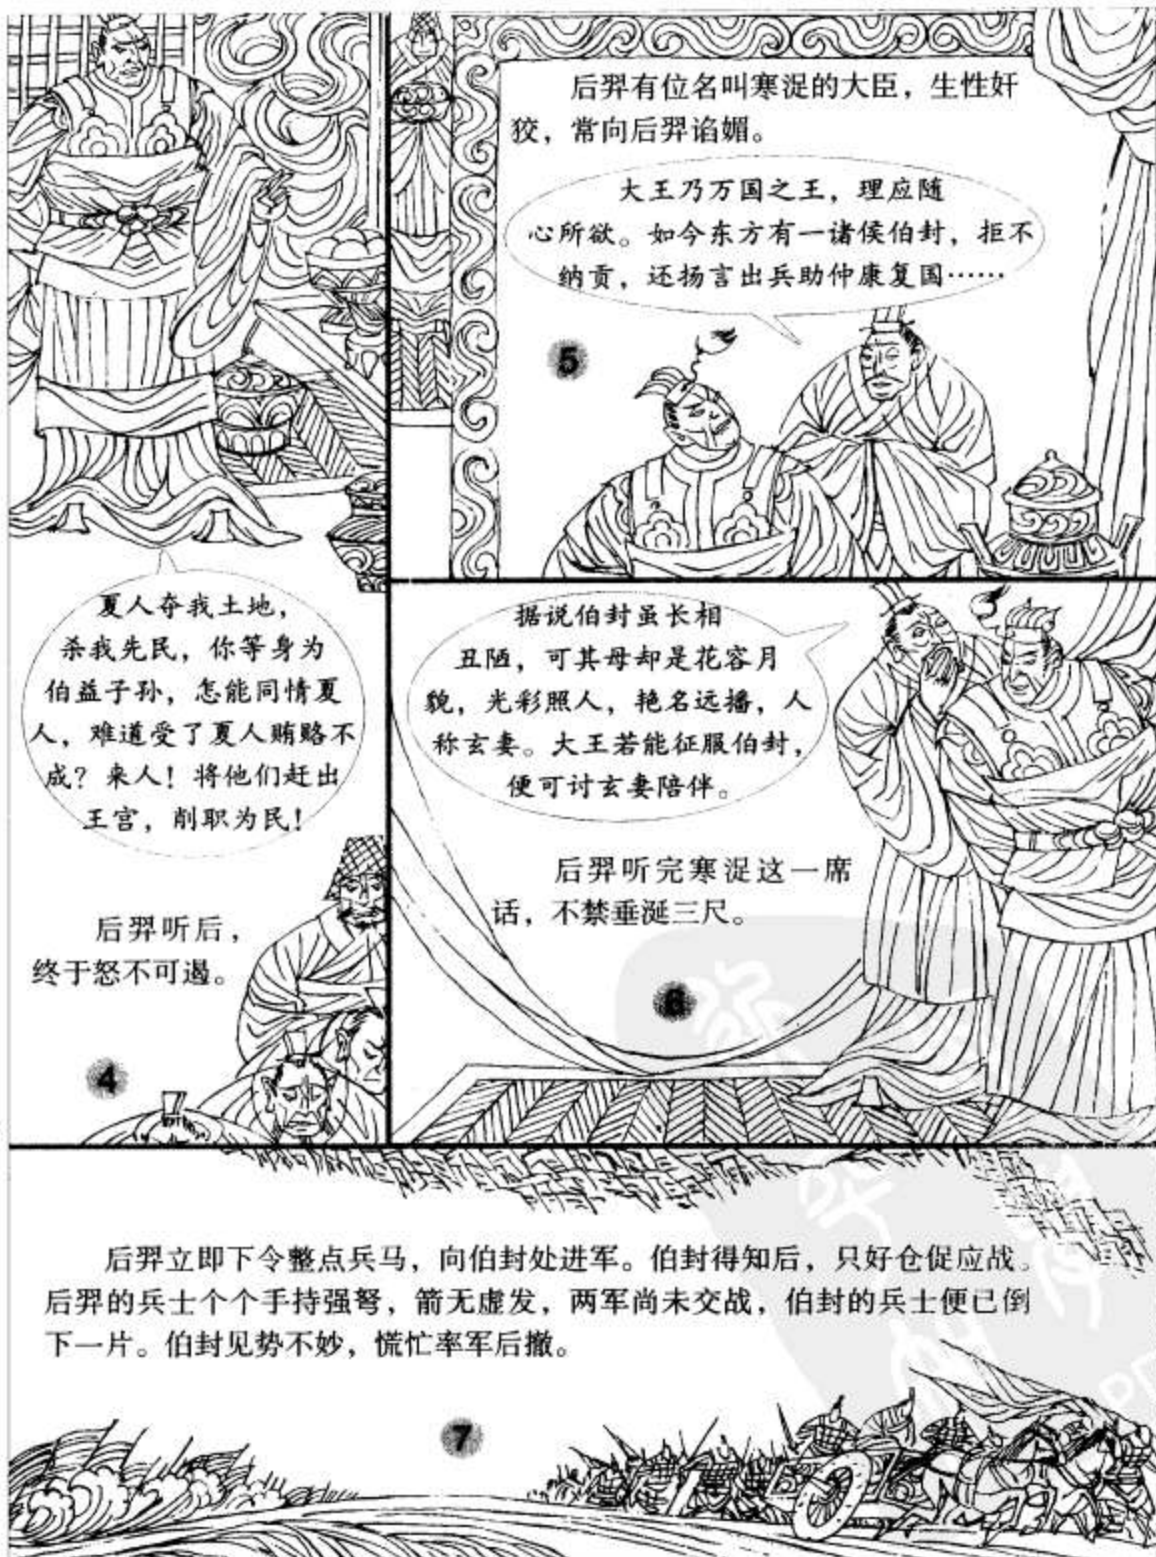 夏人夺我土地，
杀我先民，你等身为
伯益子孙，怎能同情夏
人，难道受了夏人贿赂不
成？来人！将他们赶出
王宫，削职为民！
后羿听后，
终于怒不可遏。
4
后羿有位名叫寒浞的大臣，生性奸
狡，常向后羿谄媚。
大王乃万国之王，理应随
心所欲。如今东方有一诸侯伯封，拒不
纳贡，还扬言出兵助仲康复国……
5
据说伯封虽长相
丑陋，可其母却是花容月
貌，光彩照人，艳名远播，人
称玄妻。大王若能征服伯封，
便可讨玄妻陪伴。
后羿听完寒浞这一席
话，不禁垂涎三尺。
6
后羿立即下令整点兵马，向伯封处进军。伯封得知后，只好仓促应战。
后羿的兵士个个手持强弩，箭无虚发，两军尚未交战，伯封的兵士便已倒
下一片。伯封见势不妙，慌忙率军后撤。
7